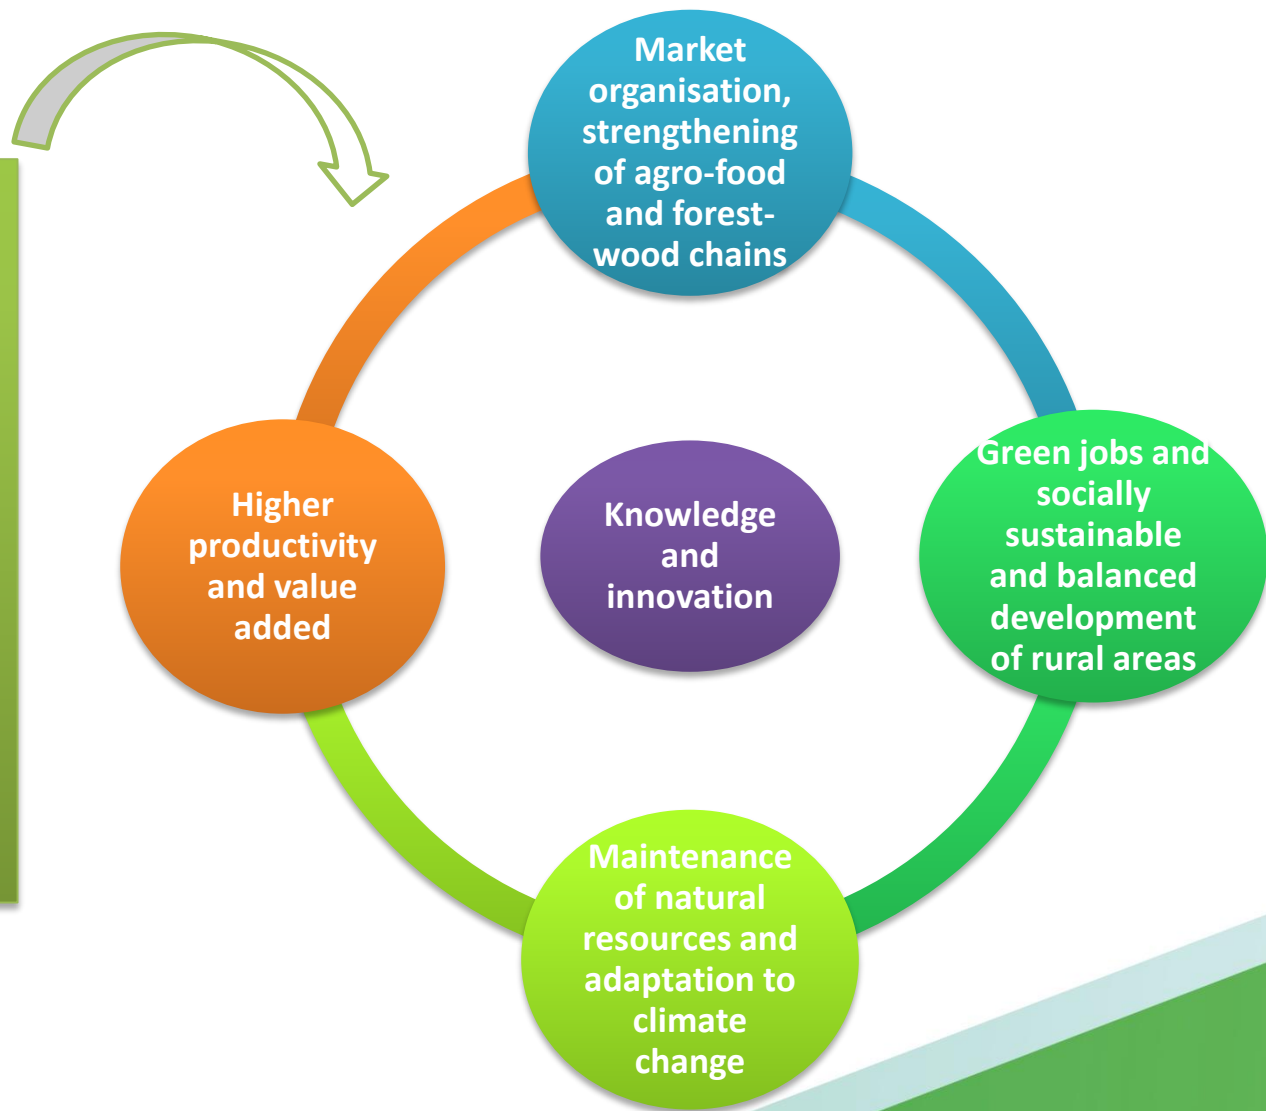 Market
organisation,
strengthening
of agro-food
and forest-
wood chains
Higher
productivity
and value
added
Knowledge
and
innovation
Green jobs and
socially
sustainable
and balanced
development
of rural areas
Maintenance
of natural
resources and
adaptation to
climate
change